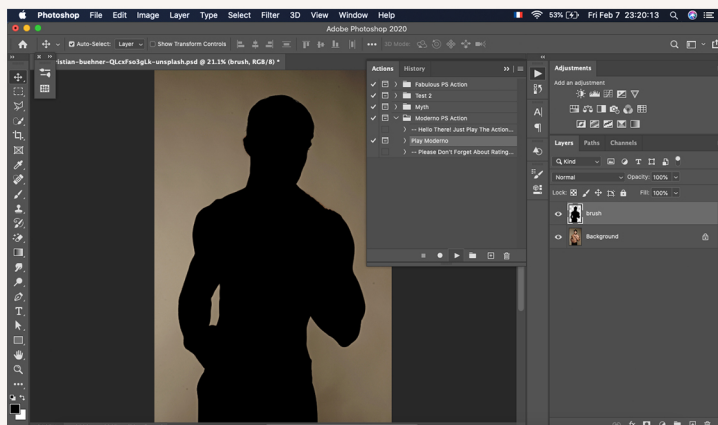 Photoshop File Edit Image Layer Type Select Filter 3D View Window Help 53% Fri Feb 7 23:20:13
Adobe Photoshop 2020
Auto-Select: Layer Show Transform Controls 3D Mode:
istian-buehner-QLcxFso3gLk-unsplash.psd @ 21.1% (brush, RGB/8) *
Actions History
Fabulous PS Action
Test 2
Myth
Moderno PS Action
-- Hello There! Just Play The Action...
Play Moderno
-- Please Don't Forget About Rating...
Adjustments
Add an adjustment
Layers Paths Channels
Kind
Normal Opacity: 100%
Lock: Fill: 100%
brush
Background